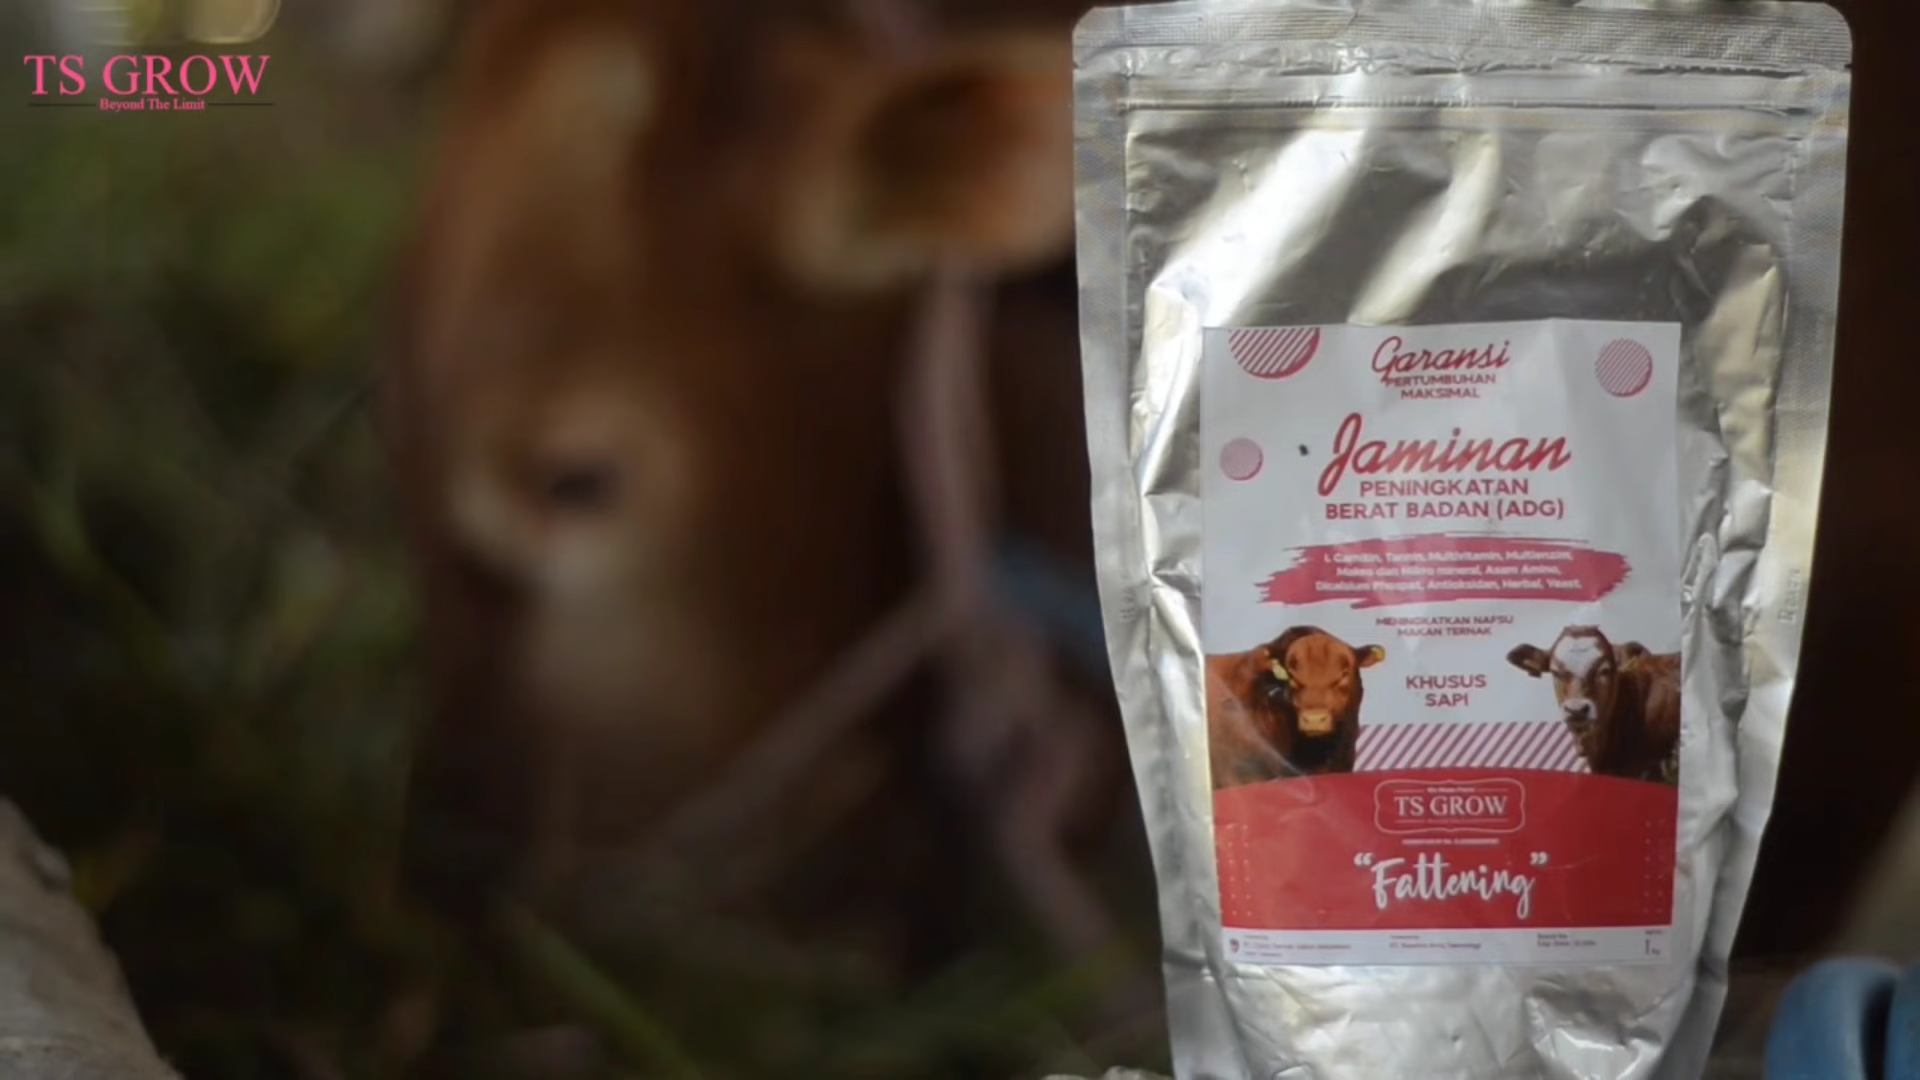 TS GROW
Beyond The Limit
Garansi
PERTUMBUHAN
MAKSIMAL
Jaminan
PENINGKATAN
BERAT BADAN (ADG)
L Carnitin, Tannin, Multivitamin, Multienzim,
Makro dan Mikro mineral, Asam Amino,
Dicalsium Phospat, Antioksidan, Herbal, Yeast.
MENINGKATKAN NAFSU
MAKAN TERNAK
KHUSUS
SAPI
TS GROW
"Fattening"